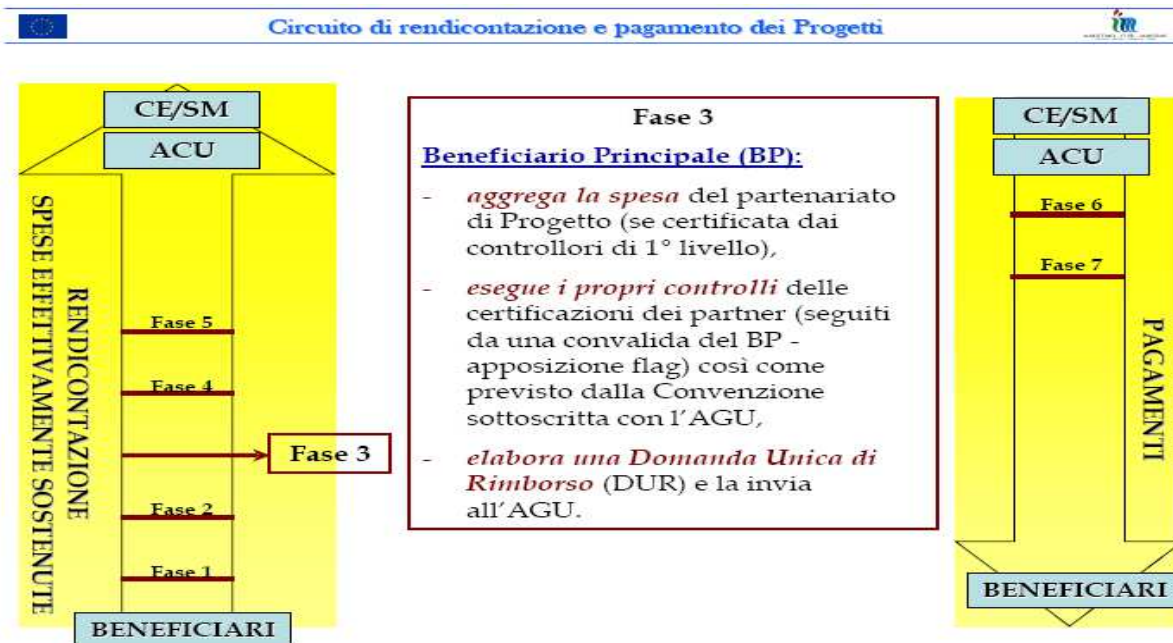 Circuito di rendicontazione e pagamento dei Progetti
CE/SM
ACU
SPESE EFFETTIVAMENTE SOSTENUTE
RENDICONTAZIONE
Fase 5
Fase 4
Fase 3
Fase 2
Fase 1
BENEFICIARI
Fase 3
Beneficiario Principale (BP):
- aggrega la spesa del partenariato
di Progetto (se certificata dai
controllori di 1° livello),
- esegue i propri controlli delle
certificazioni dei partner (seguiti
da una convalida del BP -
apposizione flag) così come
previsto dalla Convenzione
sottoscritta con l'AGU,
- elabora una Domanda Unica di
Rimborso (DUR) e la invia
all'AGU.
CE/SM
ACU
Fase 6
Fase 7
PAGAMENTI
BENEFICIARI